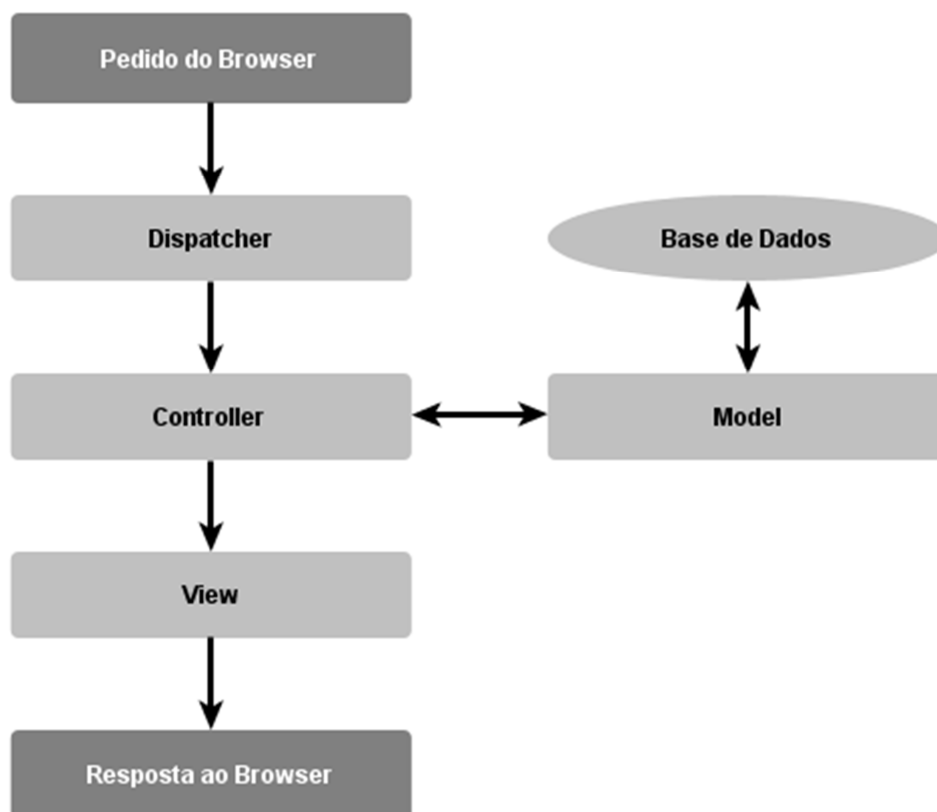 Pedido do Browser
Dispatcher
Base de Dados
Controller
Model
View
Resposta ao Browser